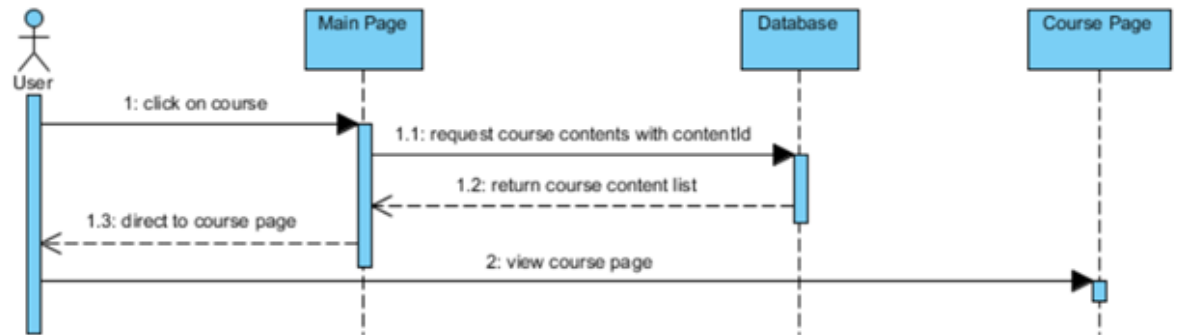 Main Page
Database
Course Page
User
1: click on course
1.1: request course contents with contentId
1.2: return course content list
1.3: direct to course page
2: view course page